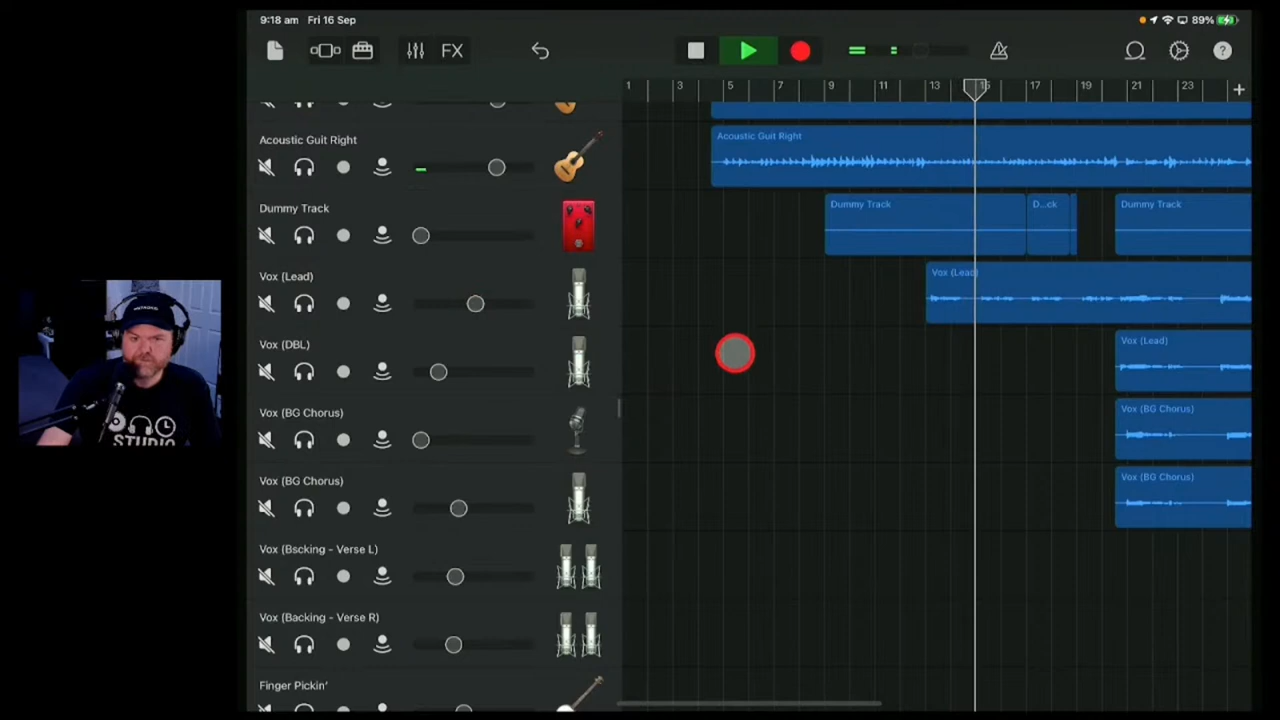 9:18 am Fri 16 Sep
89%
FX
?
1 3 5 7 9 11 13 15 17 19 21 23
Acoustic Guit Right
Acoustic Guit Right
Dummy Track
Dummy Track
D...ck
Dummy Track
Vox (Lead)
Vox (Lead)
Vox (DBL)
Vox (Lead)
Vox (BG Chorus)
Vox (BG Chorus)
Vox (BG Chorus)
Vox (BG Chorus)
Vox (Bscking - Verse L)
Vox (Backing - Verse R)
Finger Pickin'
STUDIO